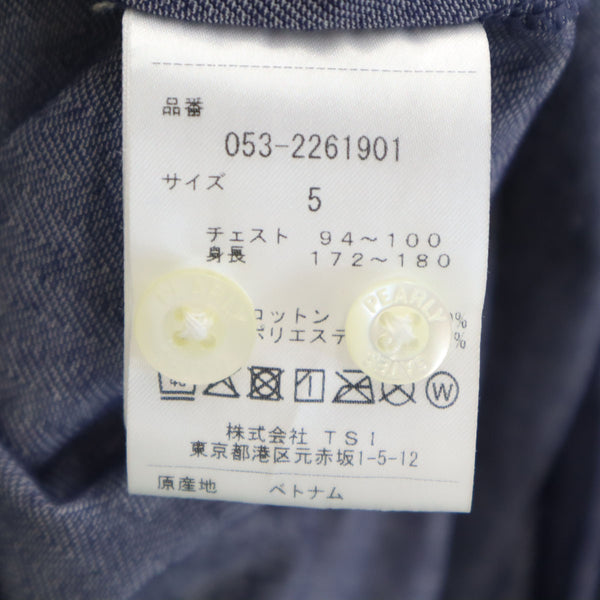 品番
053-2261901
サイズ
5
チェスト 94～100
身長 172～180
コットン %
ポリエステ %
PEARLY
40
W
株式会社 TSI
東京都港区元赤坂1-5-12
原産地 ベトナム